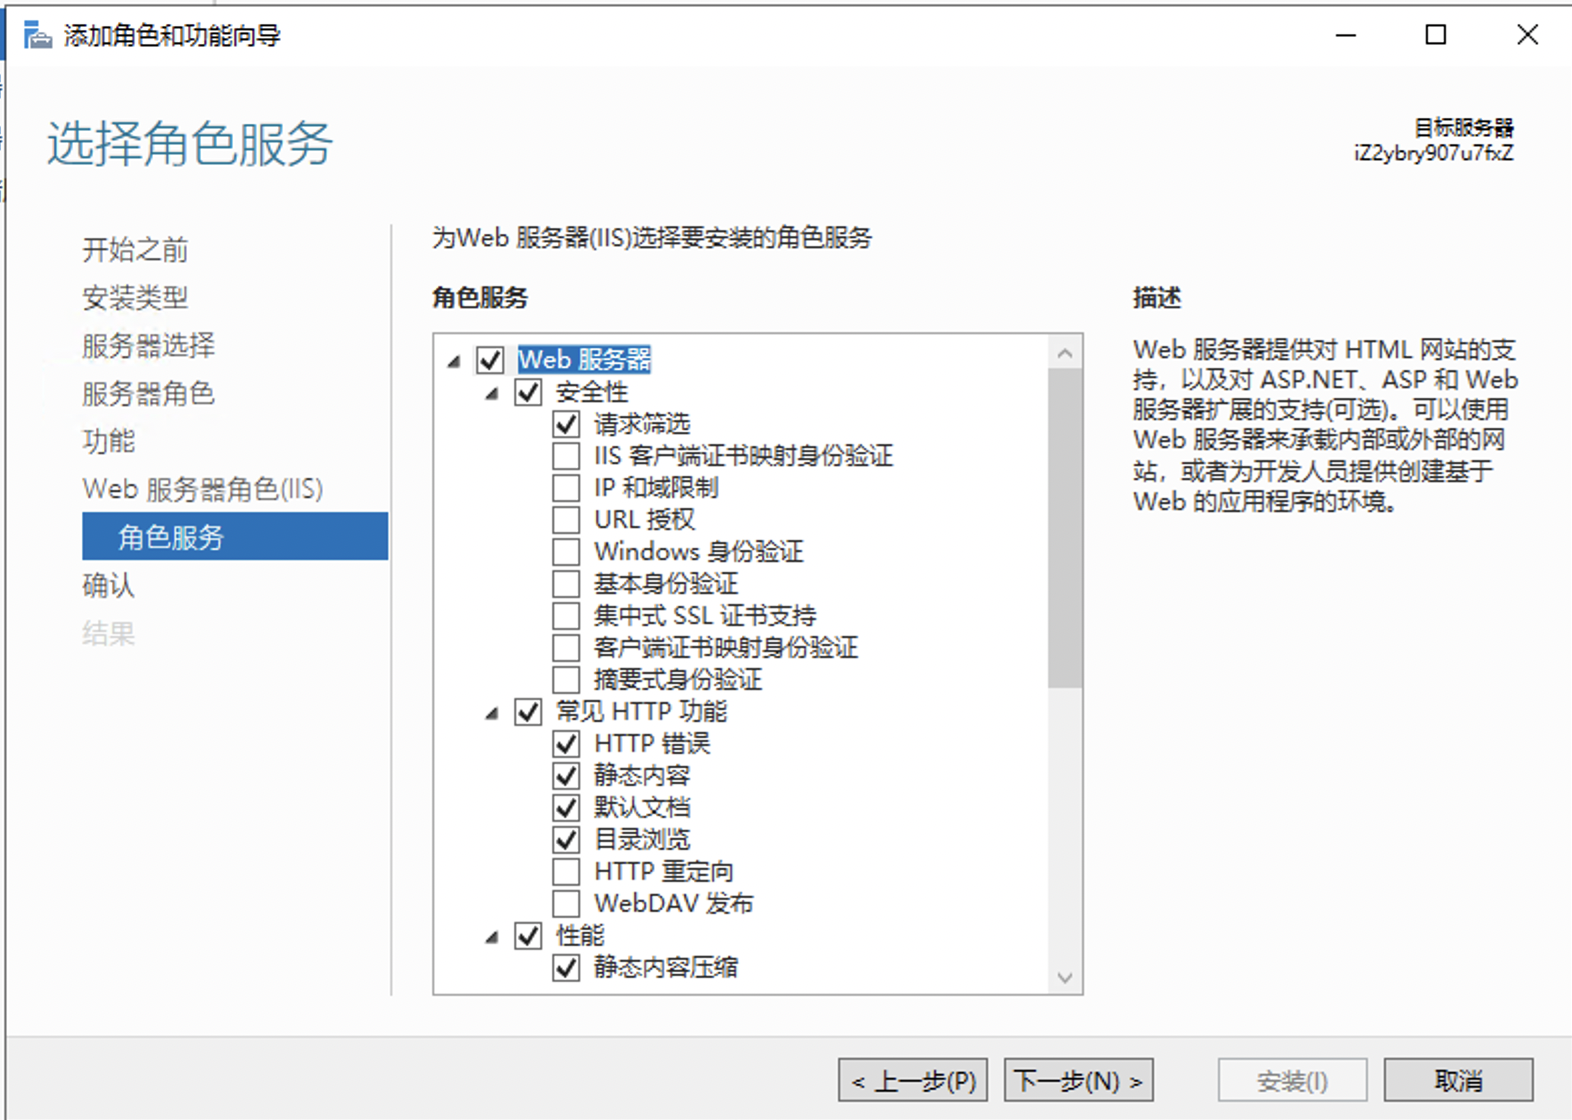 添加角色和功能向导
选择角色服务
目标服务器
iZ2ybry907u7fxZ
开始之前
安装类型
服务器选择
服务器角色
功能
Web 服务器角色(IIS)
角色服务
确认
结果
为Web 服务器(IIS)选择要安装的角色服务
角色服务
Web 服务器
安全性
请求筛选
IIS 客户端证书映射身份验证
IP 和域限制
URL 授权
Windows 身份验证
基本身份验证
集中式 SSL 证书支持
客户端证书映射身份验证
摘要式身份验证
常见 HTTP 功能
HTTP 错误
静态内容
默认文档
目录浏览
HTTP 重定向
WebDAV 发布
性能
静态内容压缩
描述
Web 服务器提供对 HTML 网站的支
持，以及对 ASP.NET、ASP 和 Web
服务器扩展的支持(可选)。可以使用
Web 服务器来承载内部或外部的网
站，或者为开发人员提供创建基于
Web 的应用程序的环境。
< 上一步(P)
下一步(N) >
安装(I)
取消